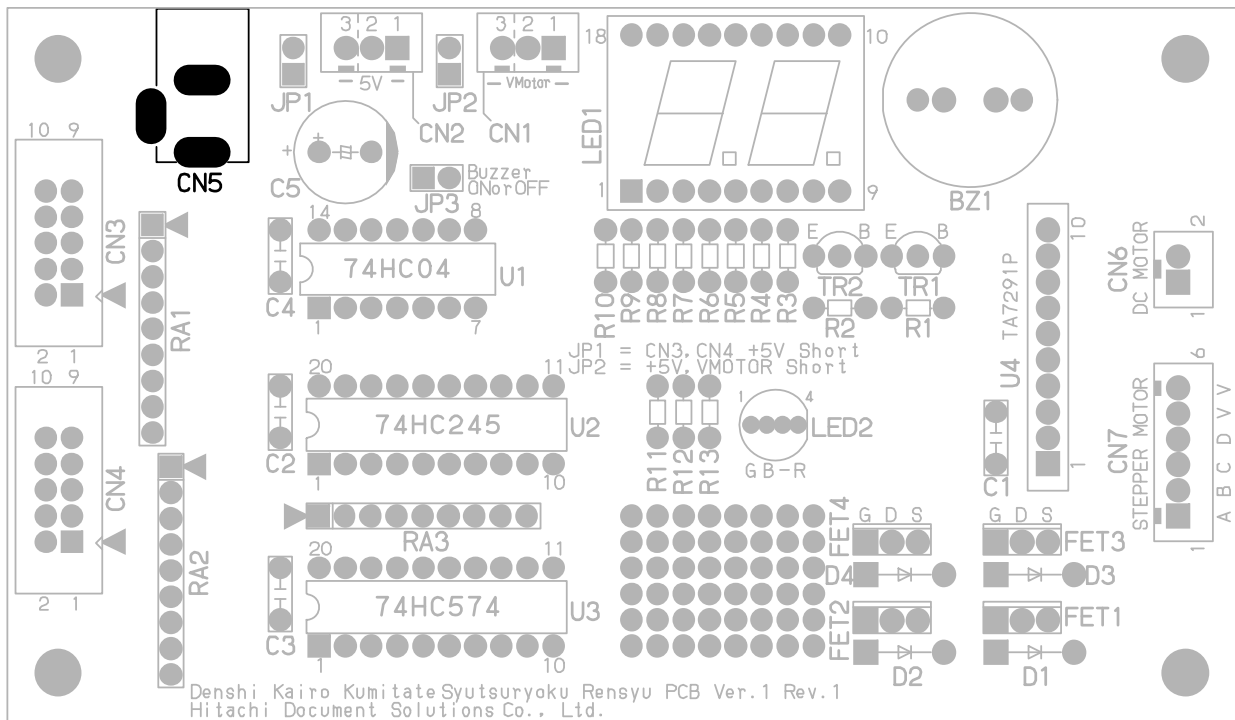 3 2 1
3 2 1
18
10
JP1
5V
JP2
VMotor
CN2
CN1
LED1
10 9
CN5
+
+
C5
Buzzer
ONorOFF
JP3
1
9
BZ1
CN3
14
8
E B
E B
10
2
CN6
DC MOTOR
74HC04
U1
TR2
TR1
TA7291P
C4
1
7
R10 R9 R8 R7 R6 R5 R4 R3
R2
R1
1
RA1
2 1
JP1 = CN3, CN4 +5V Short
JP2 = +5V, VMOTOR Short
U4
6
10 9
20
11
1
4
74HC245
U2
LED2
CN7
STEPPER MOTOR
A B C D V V
C2
1
10
R11 R12 R13
G B - R
C1
1
1
CN4
RA3
FET4
G D S
G D S
FET3
RA2
20
11
D4
D3
2 1
74HC574
U3
FET2
FET1
C3
1
10
D2
D1
Denshi Kairo Kumitate Syutsuryoku Rensyu PCB Ver.1 Rev.1
Hitachi Document Solutions Co., Ltd.